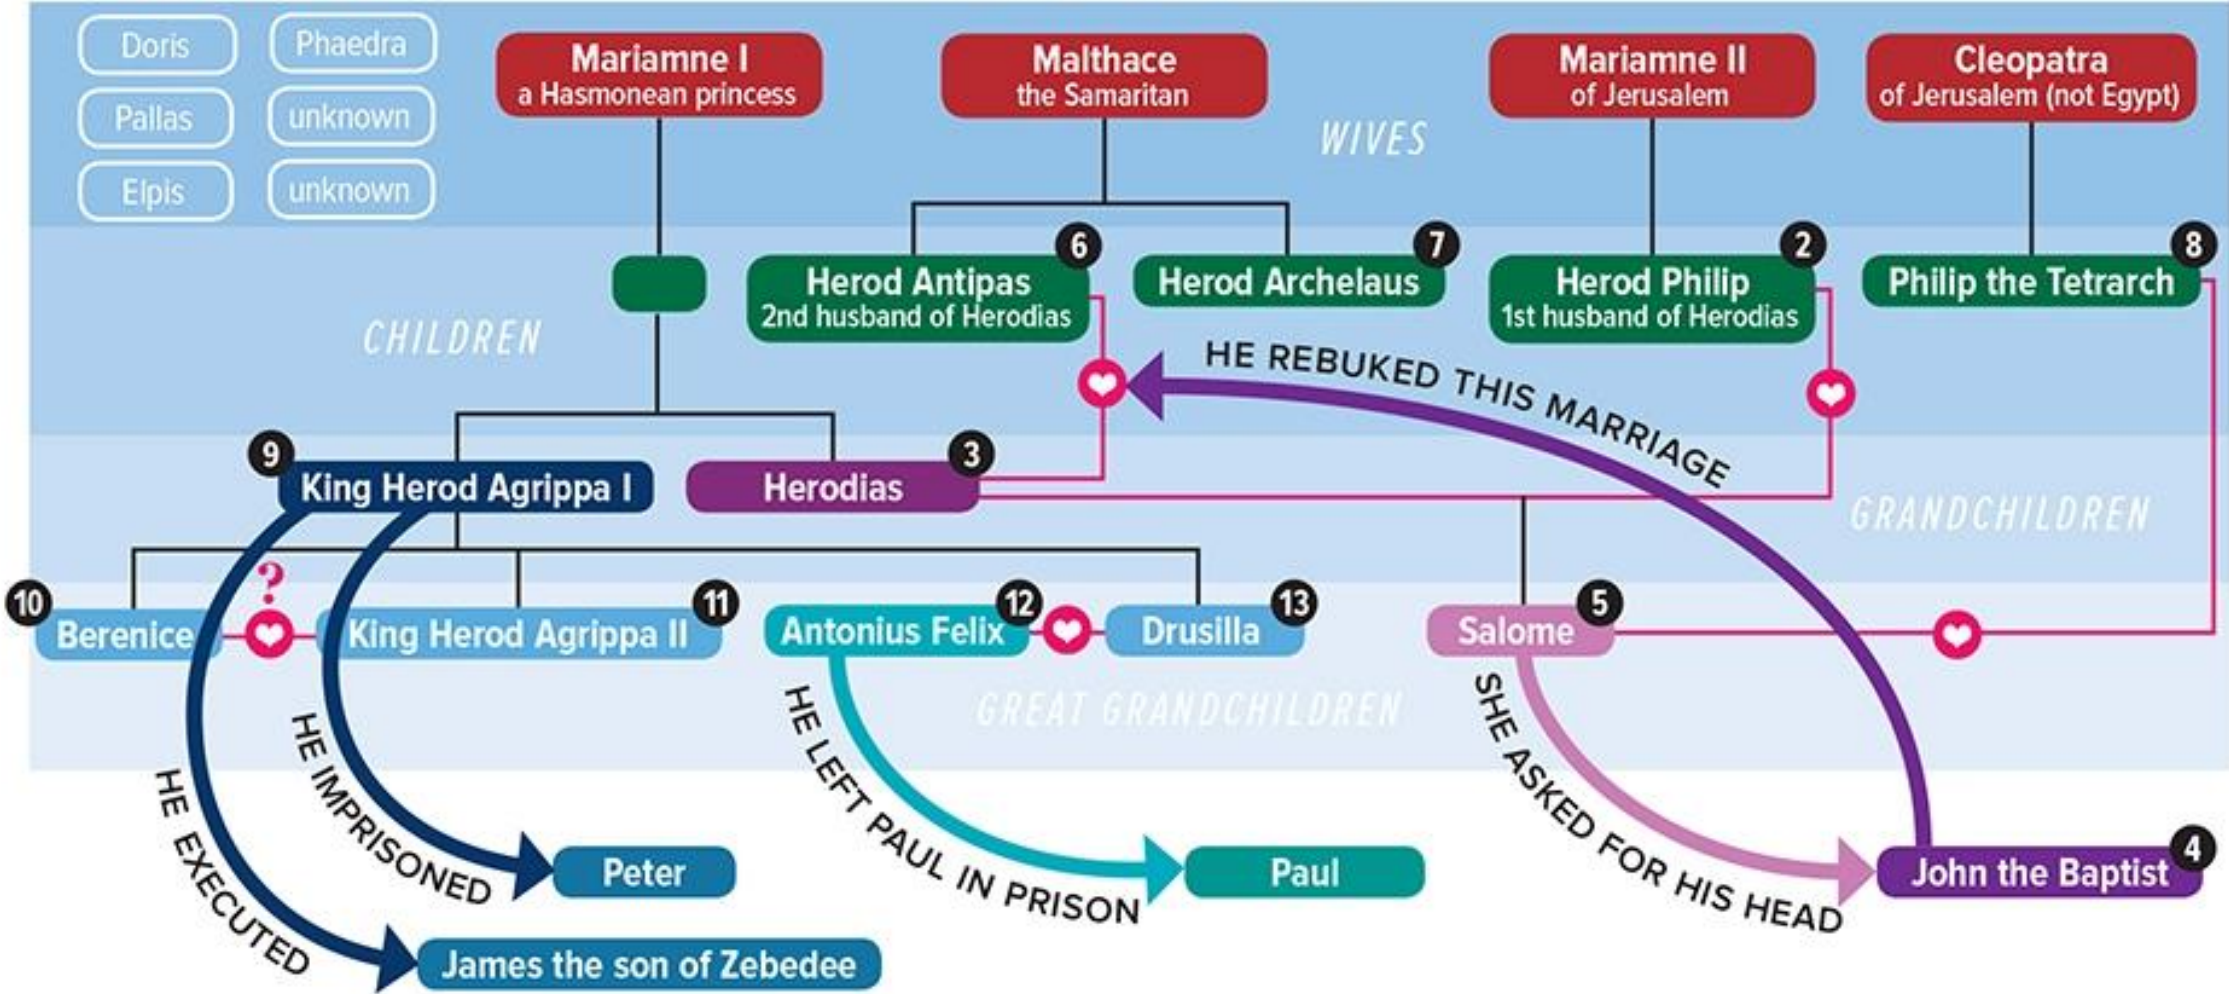 Doris
Phaedra
Pallas
unknown
Elpis
unknown
Mariamne I
a Hasmonean princess
Malthace
the Samaritan
Mariamne II
of Jerusalem
Cleopatra
of Jerusalem (not Egypt)
WIVES
6
Herod Antipas
2nd husband of Herodias
7
Herod Archelaus
2
Herod Philip
1st husband of Herodias
8
Philip the Tetrarch
CHILDREN
HE REBUKED THIS MARRIAGE
9
King Herod Agrippa I
3
Herodias
GRANDCHILDREN
?
10
Berenice
11
King Herod Agrippa II
12
Antonius Felix
13
Drusilla
5
Salome
GREAT GRANDCHILDREN
HE EXECUTED
HE IMPRISONED
HE LEFT PAUL IN PRISON
SHE ASKED FOR HIS HEAD
Peter
Paul
4
John the Baptist
James the son of Zebedee